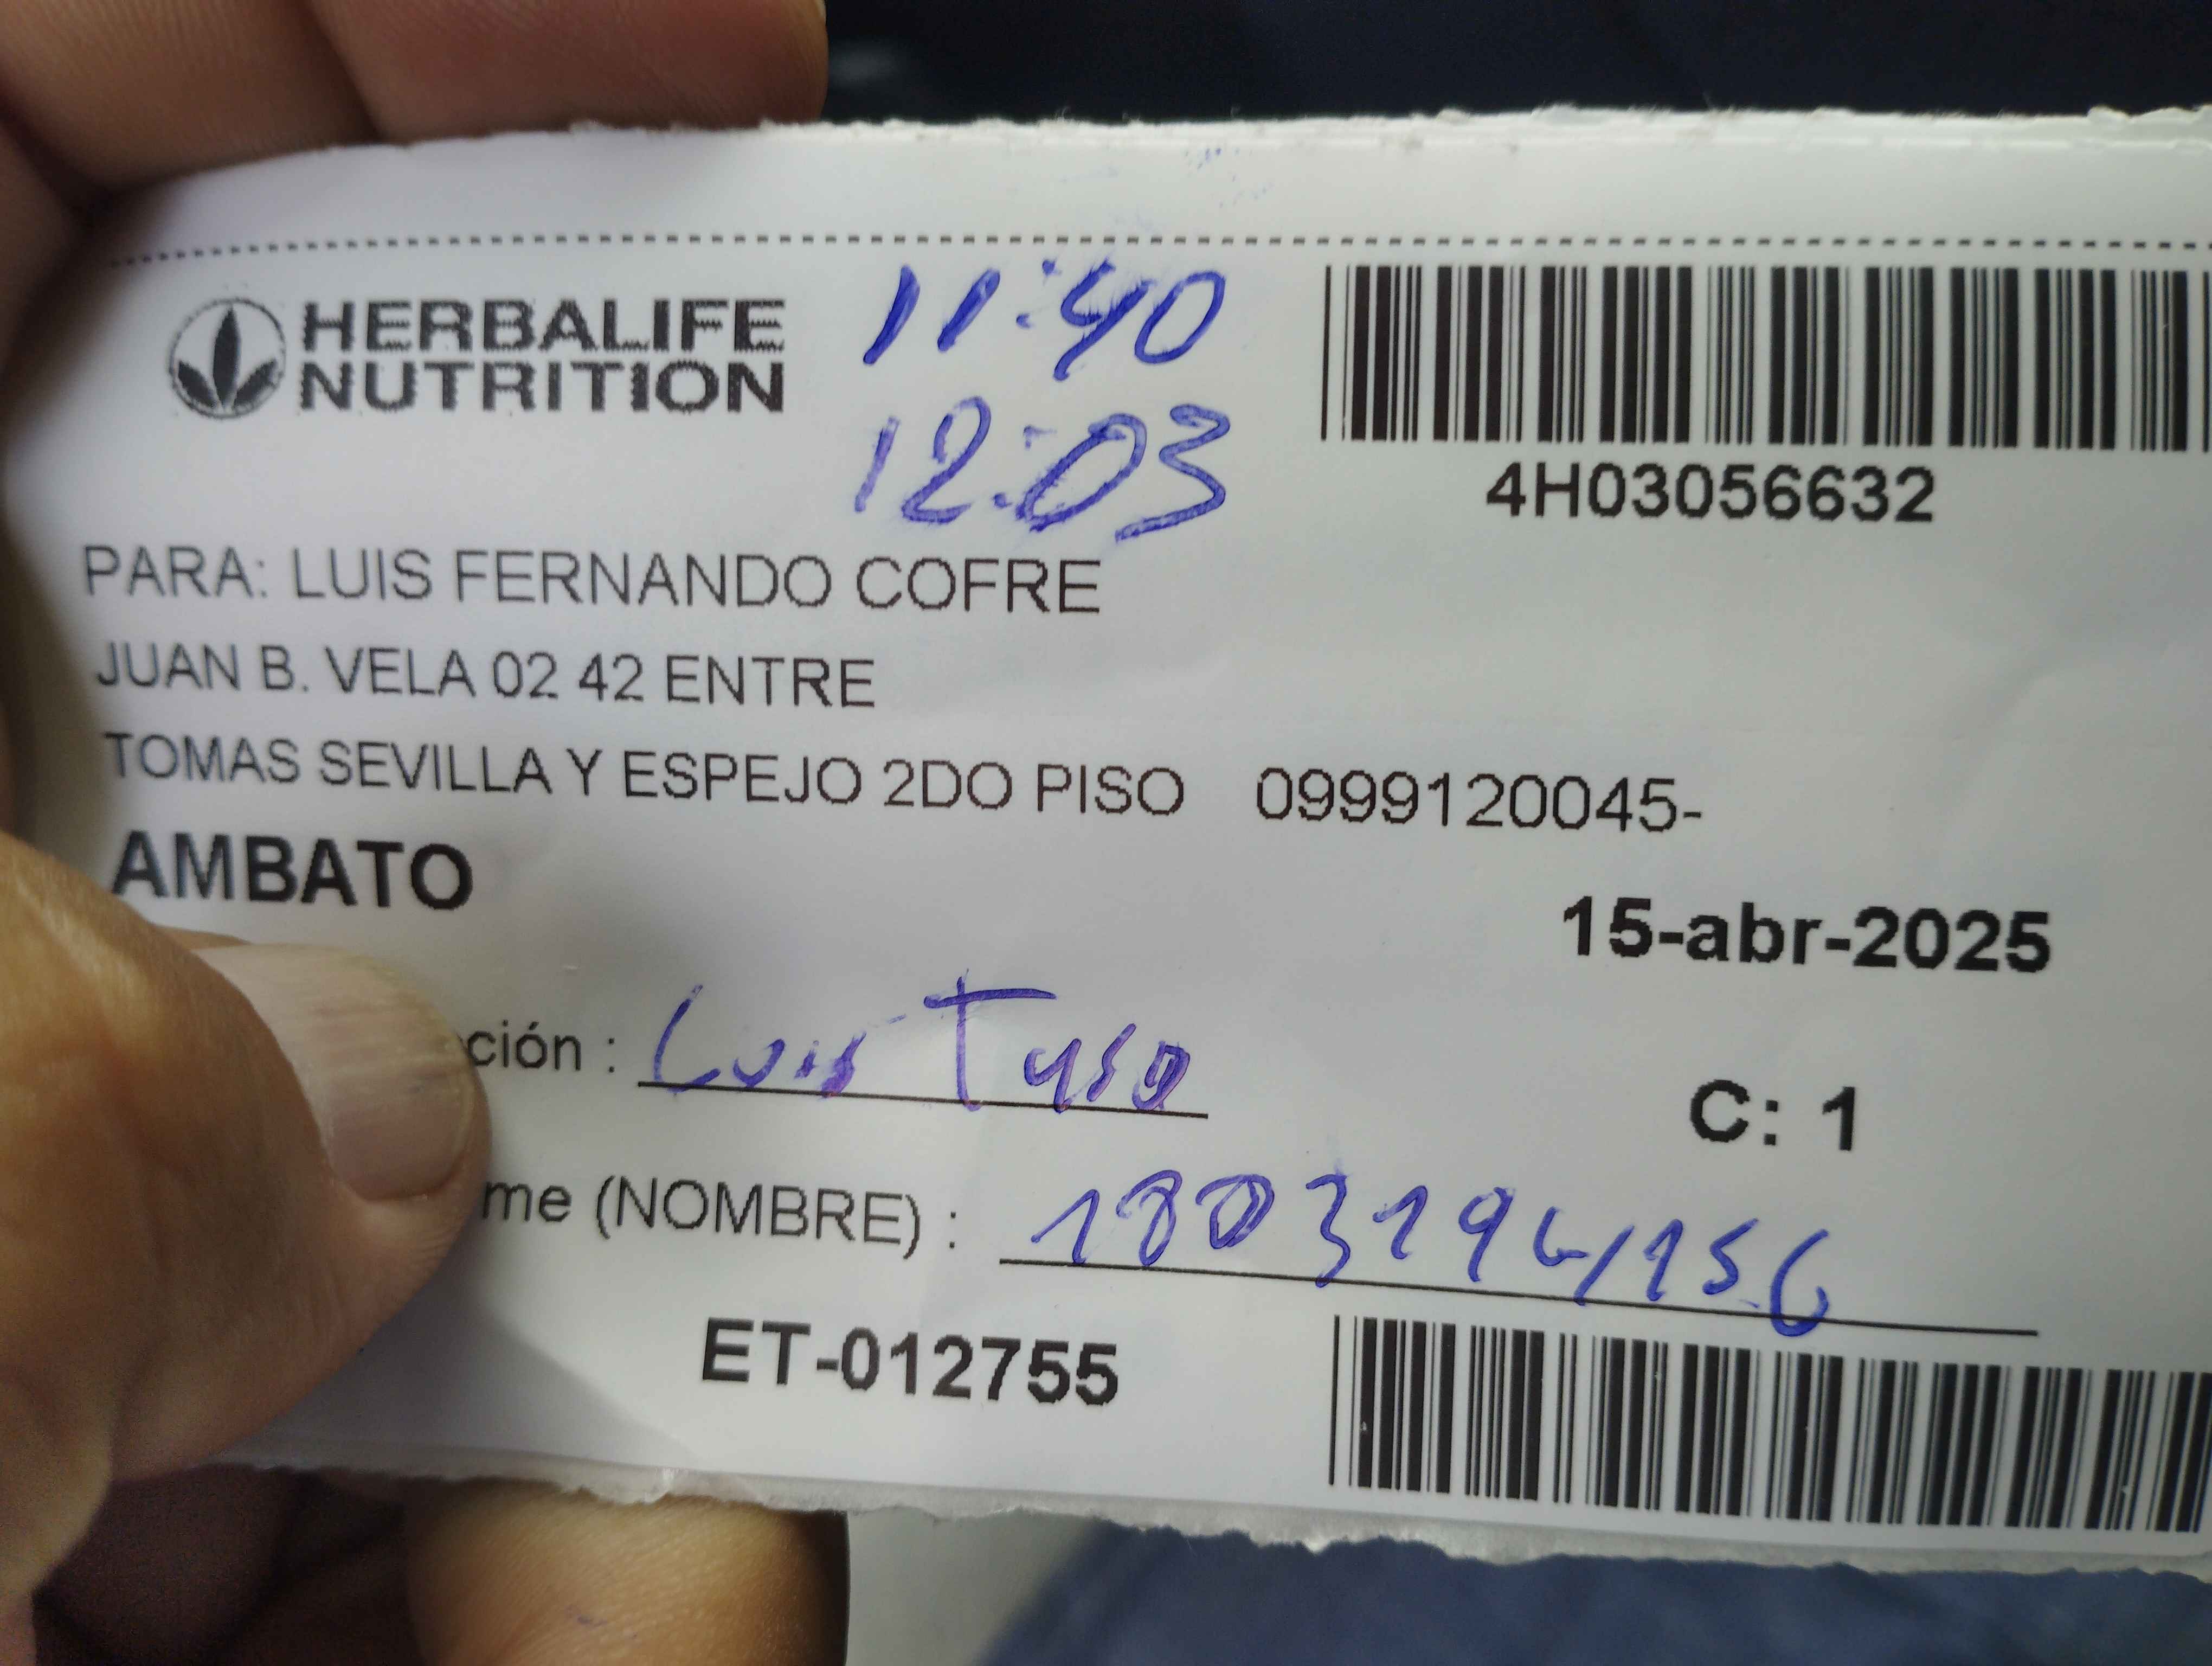 HERBALIFE
NUTRITION
11:40
12:03
4H03056632
PARA: LUIS FERNANDO COFRE
JUAN B. VELA 02 42 ENTRE
TOMAS SEVILLA Y ESPEJO 2DO PISO 0999120045-
AMBATO
15-abr-2025
ción : Luis
C: 1
me (NOMBRE) :
ET-012755